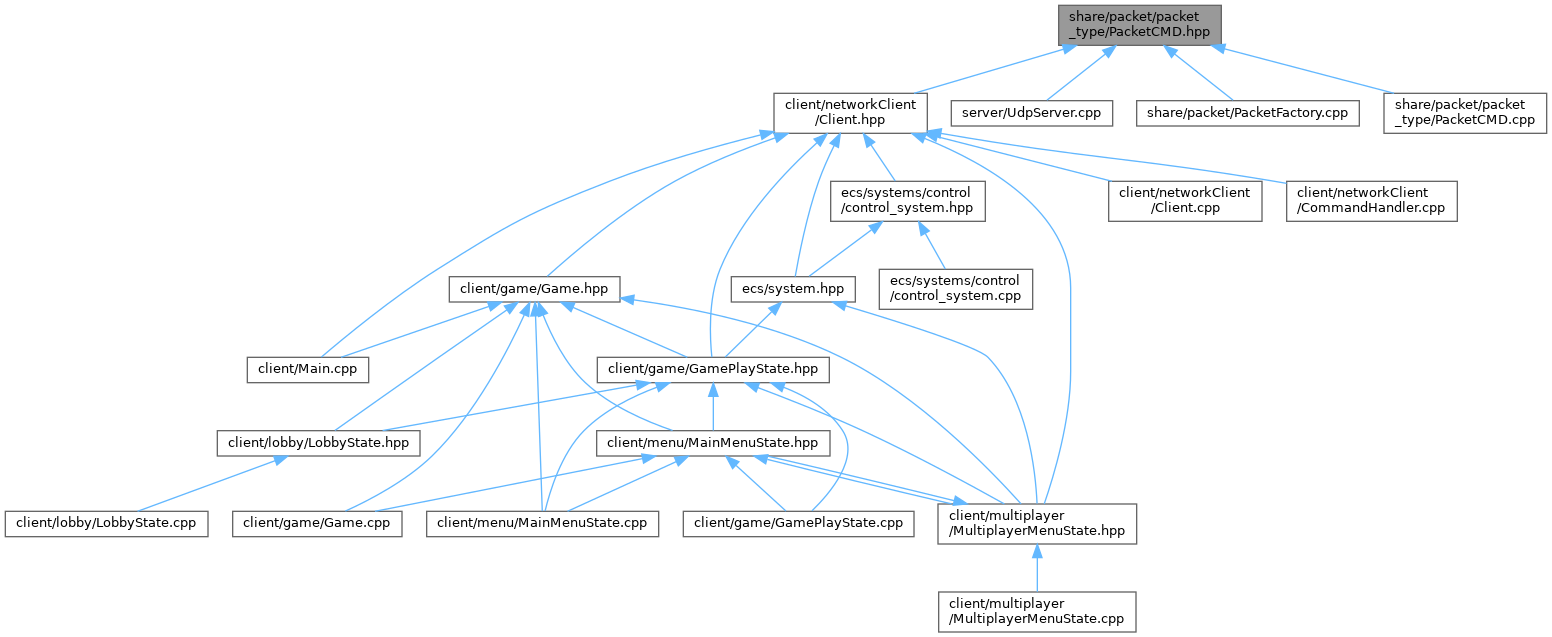 share/packet/packet
_type/PacketCMD.hpp
client/networkClient
/Client.hpp
server/UdpServer.cpp
share/packet/PacketFactory.cpp
share/packet/packet
_type/PacketCMD.cpp
ecs/systems/control
/control_system.hpp
client/networkClient
/Client.cpp
client/networkClient
/CommandHandler.cpp
client/game/Game.hpp
ecs/system.hpp
ecs/systems/control
/control_system.cpp
client/Main.cpp
client/game/GamePlayState.hpp
client/lobby/LobbyState.hpp
client/menu/MainMenuState.hpp
client/lobby/LobbyState.cpp
client/game/Game.cpp
client/menu/MainMenuState.cpp
client/game/GamePlayState.cpp
client/multiplayer
/MultiplayerMenuState.hpp
client/multiplayer
/MultiplayerMenuState.cpp